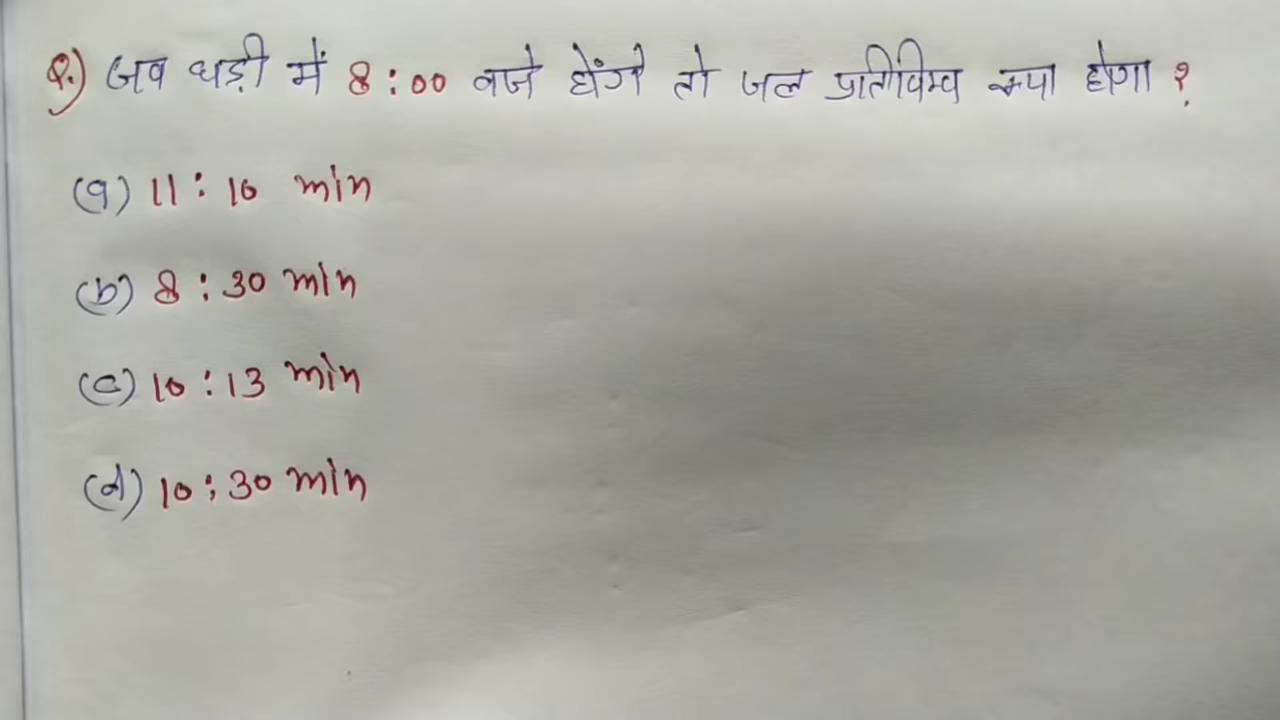 Q.) जब घड़ी में 8:00 बजे होंगे तो जल प्रतिविम्व क्या होगा ?
(a) 11:10 min
(b) 8:30 min
(c) 10:13 min
(d) 10:30 min